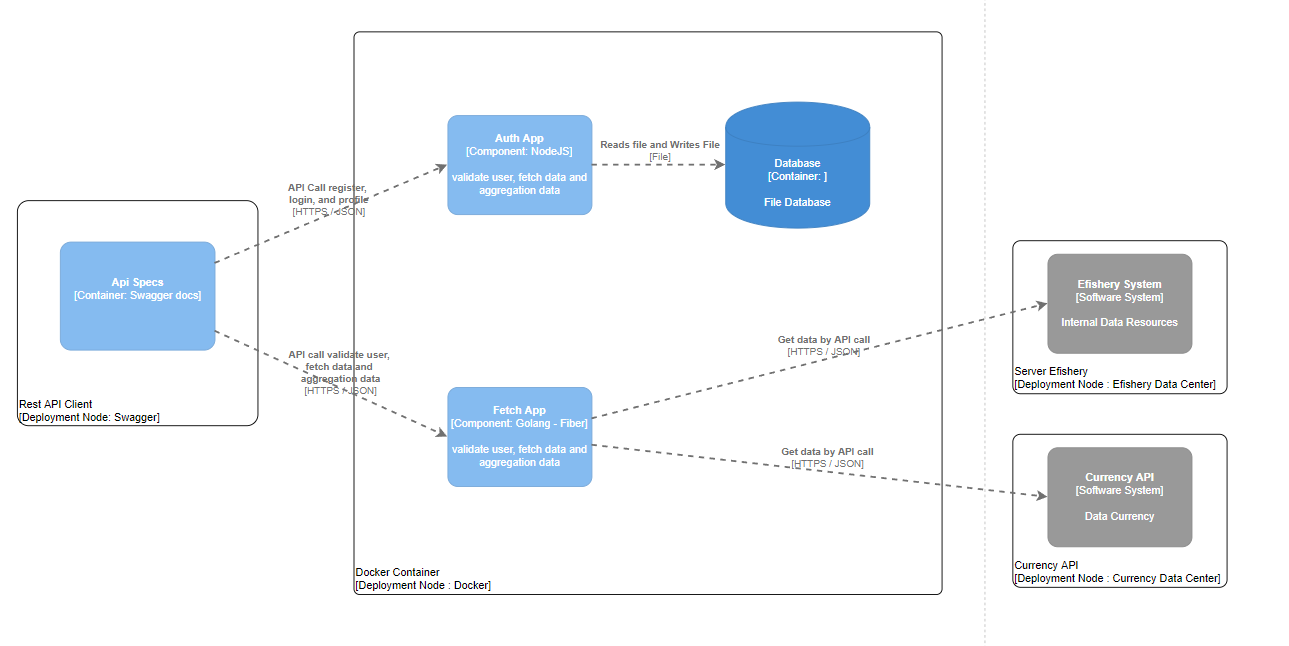 Auth App
[Component: NodeJS]
validate user, fetch data and
aggregation data
Reads file and Writes File
[File]
Database
[Container: ]
File Database
API Call register,
login, and profile
[HTTPS / JSON]
Api Specs
[Container: Swagger docs]
Rest API Client
[Deployment Node: Swagger]
API call validate user,
fetch data and
aggregation data
[HTTPS / JSON]
Fetch App
[Component: Golang - Fiber]
validate user, fetch data and
aggregation data
Get data by API call
[HTTPS / JSON]
Get data by API call
[HTTPS / JSON]
Docker Container
[Deployment Node : Docker]
Efishery System
[Software System]
Internal Data Resources
Server Efishery
[Deployment Node : Efishery Data Center]
Currency API
[Software System]
Data Currency
Currency API
[Deployment Node : Currency Data Center]